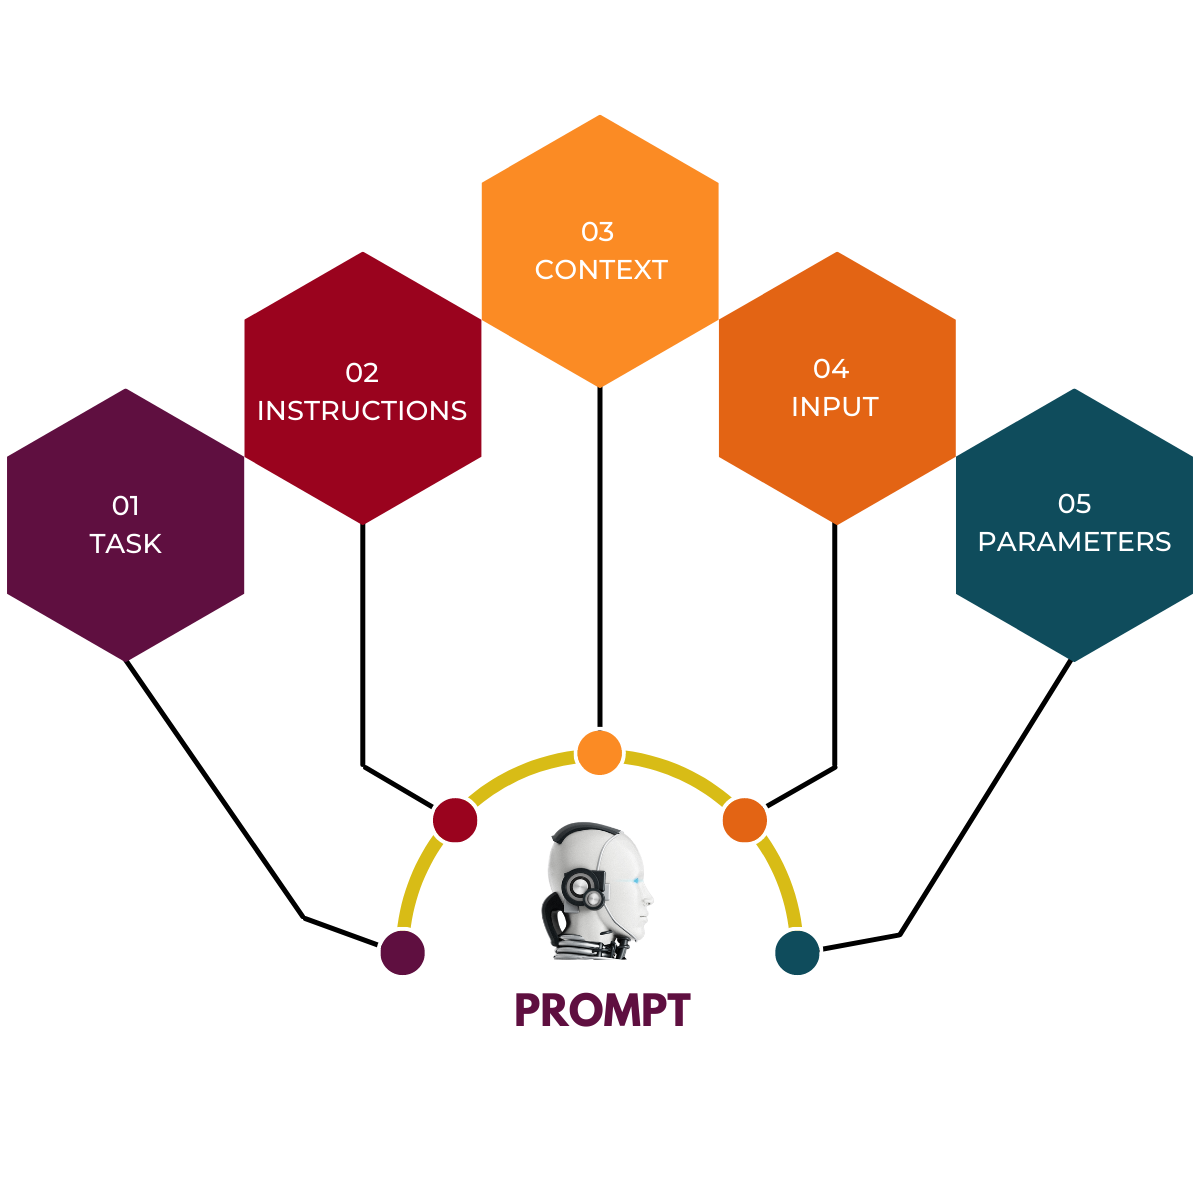 01
TASK
02
INSTRUCTIONS
03
CONTEXT
04
INPUT
05
PARAMETERS
PROMPT